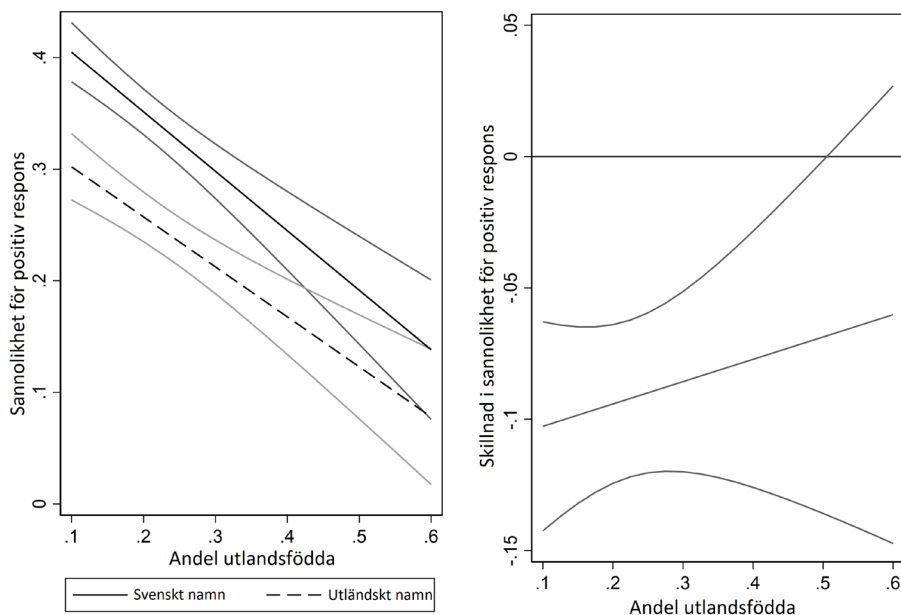 Sannolikhet för positiv respons
.4
.3
.2
.1
0
.1 .2 .3 .4 .5 .6
Andel utlandsfödda
Svenskt namn Utländskt namn
Skillnad i sannolikhet för positiv respons
.05
0
-.05
-.1
-.15
.1 .2 .3 .4 .5 .6
Andel utlandsfödda